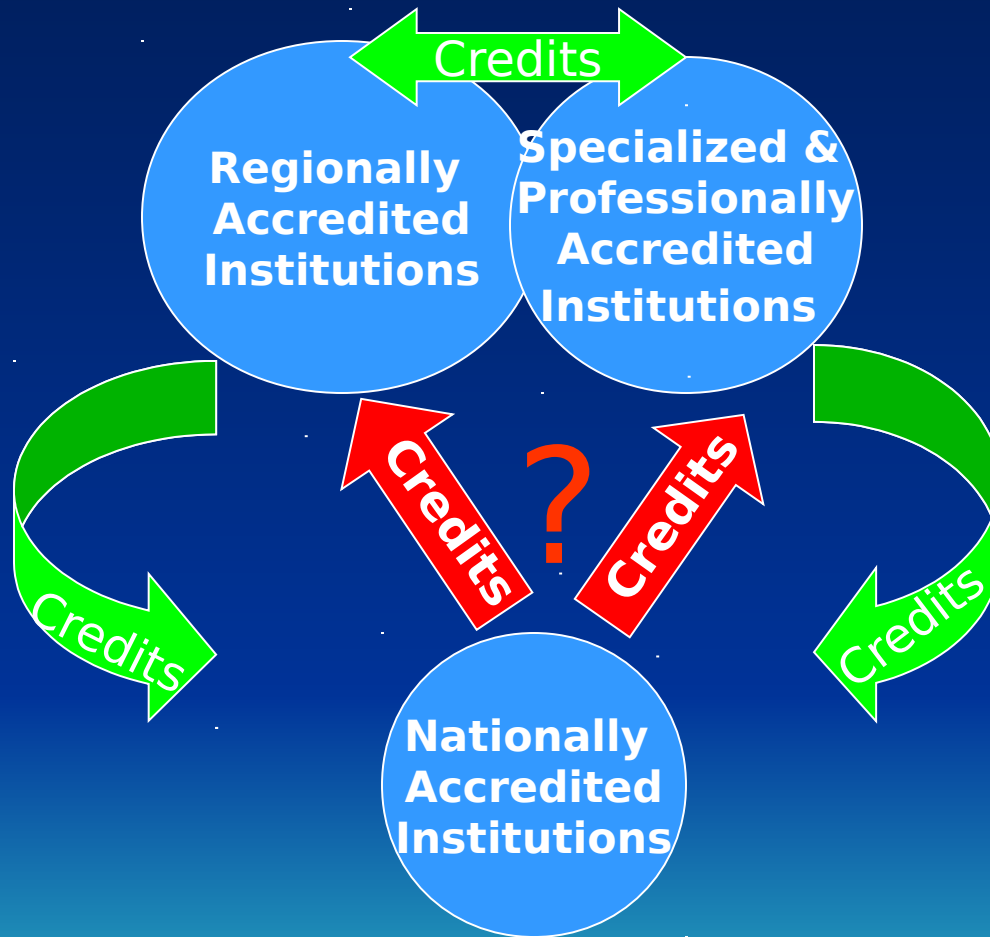 Credits
Regionally
Accredited
Institutions
Specialized &
Professionally
Accredited
Institutions
Credits
?
Credits
Credits
Credits
Nationally
Accredited
Institutions